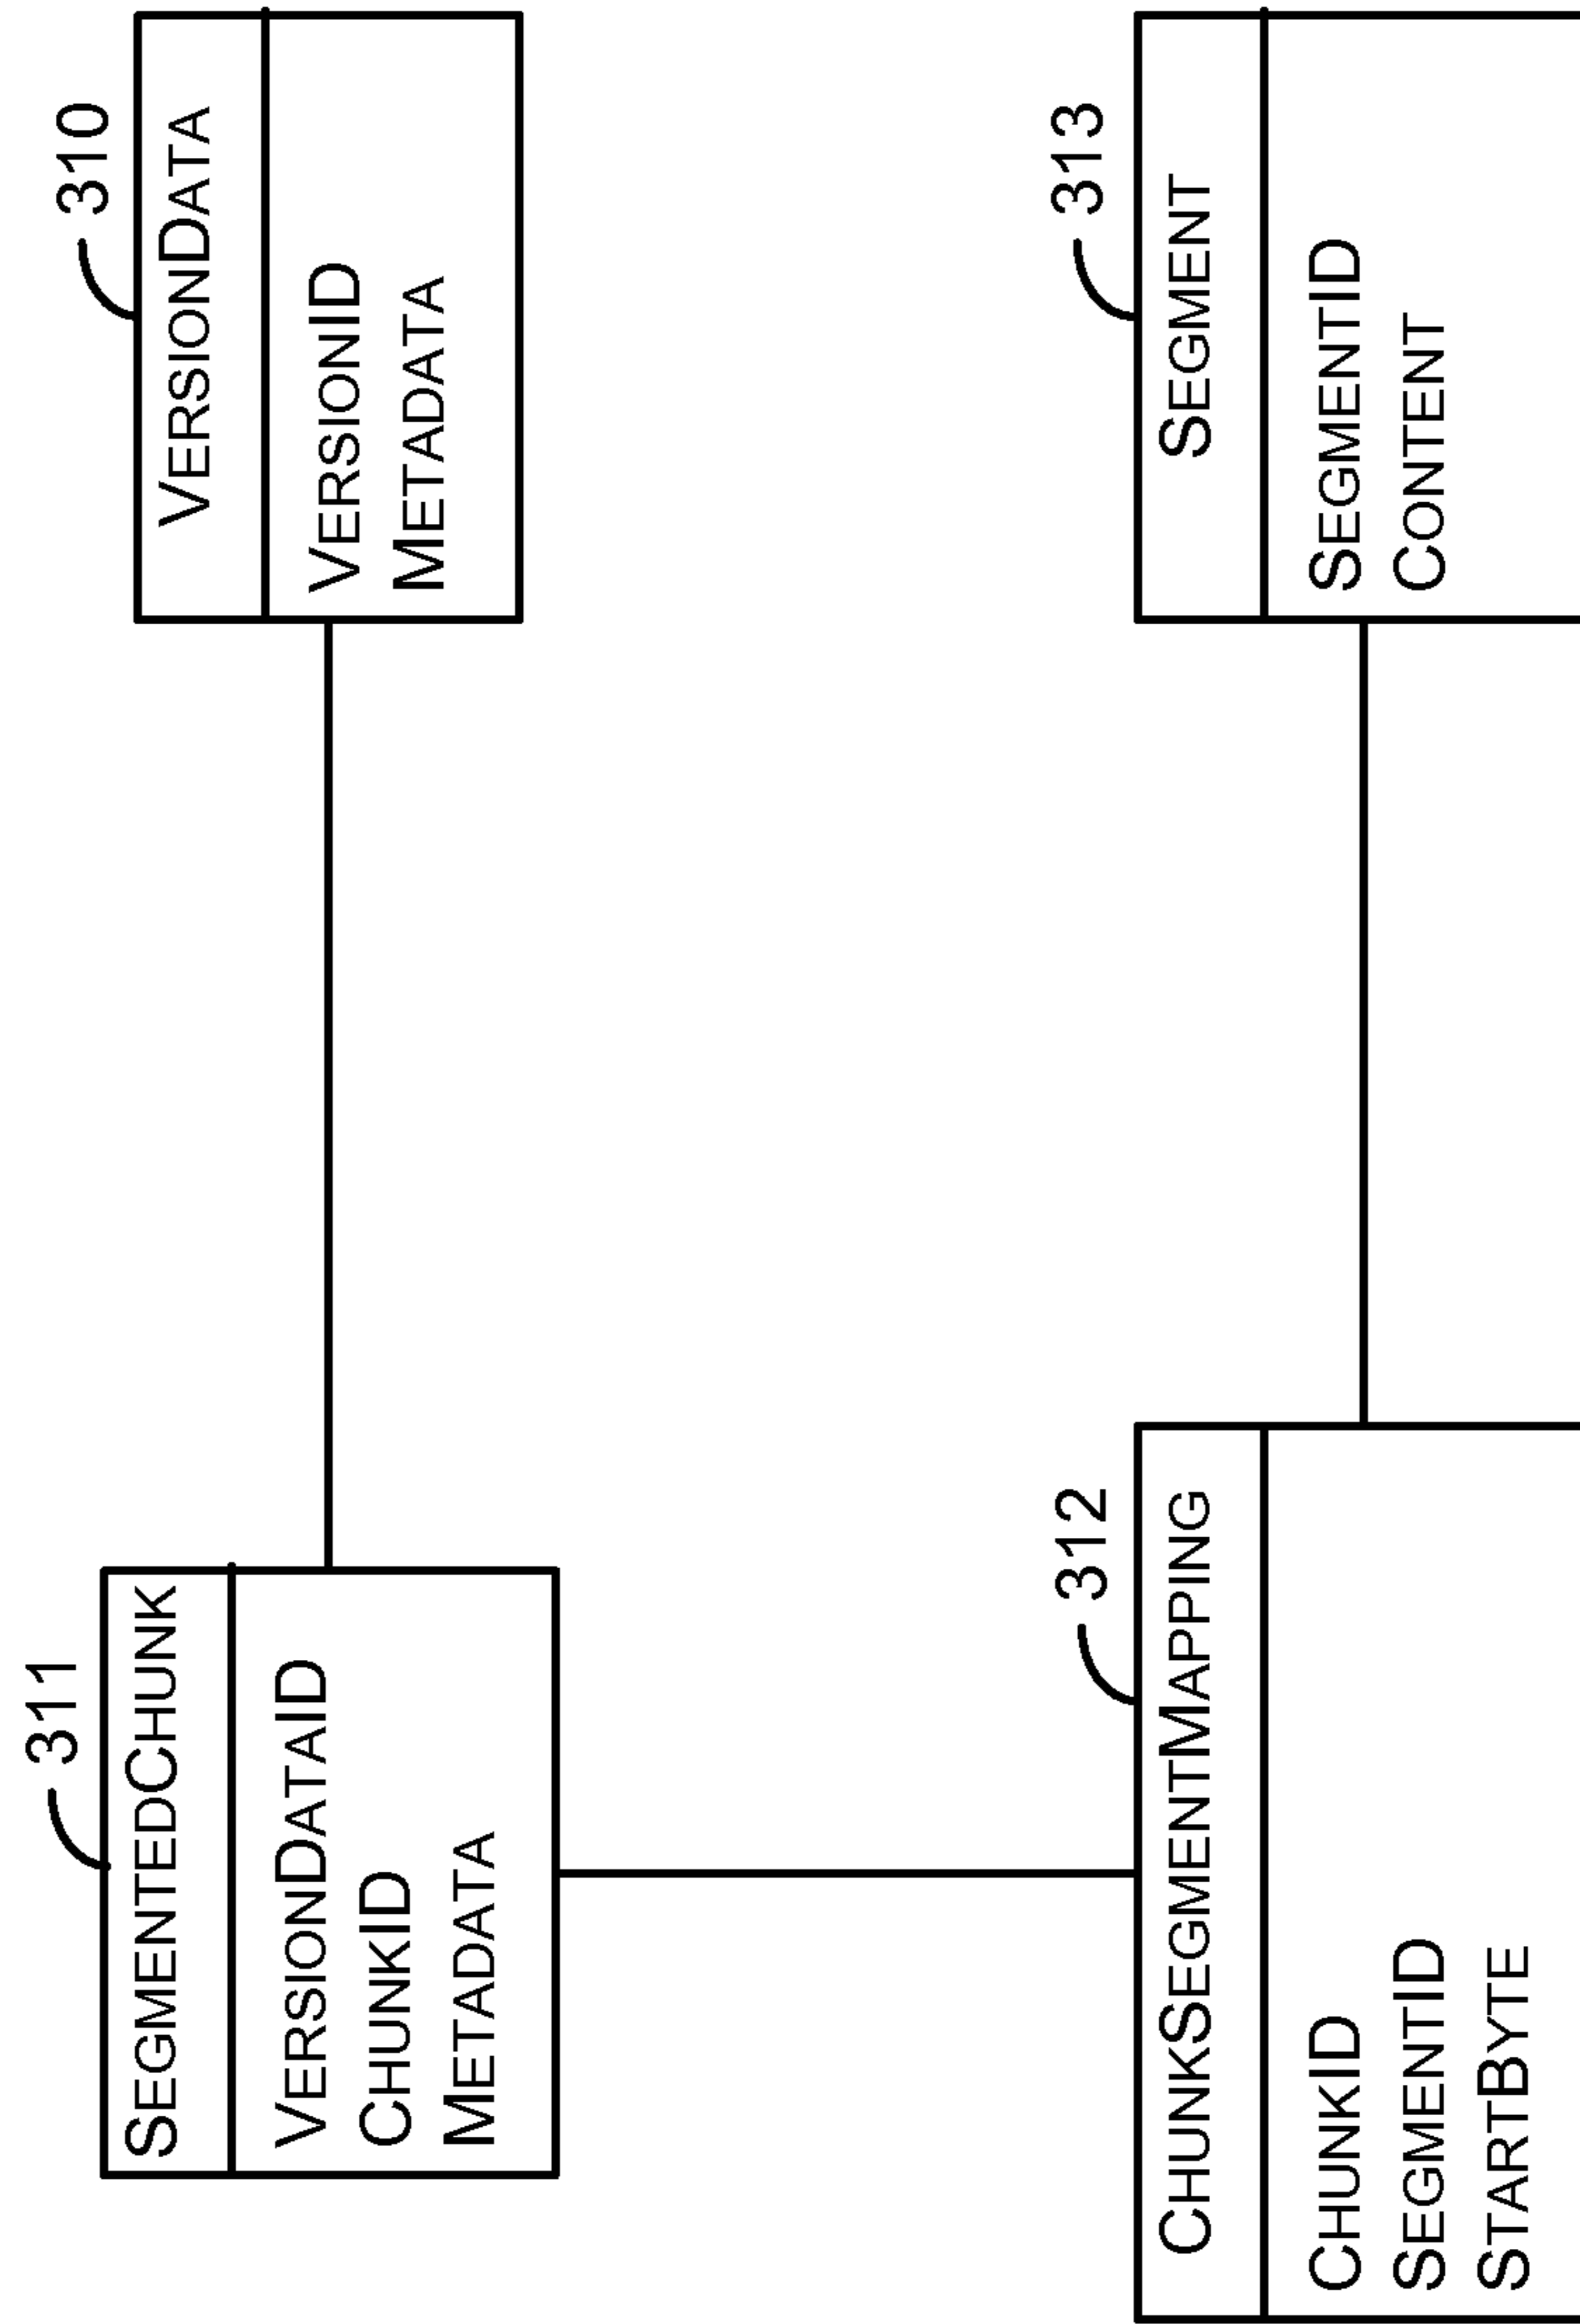 311
SegmentedChunk
VersionDataID
ChunkID
Metadata
310
VersionData
VersionID
Metadata
312
ChunkSegmentMapping
ChunkID
SegmentID
StartByte
313
Segment
SegmentID
Content